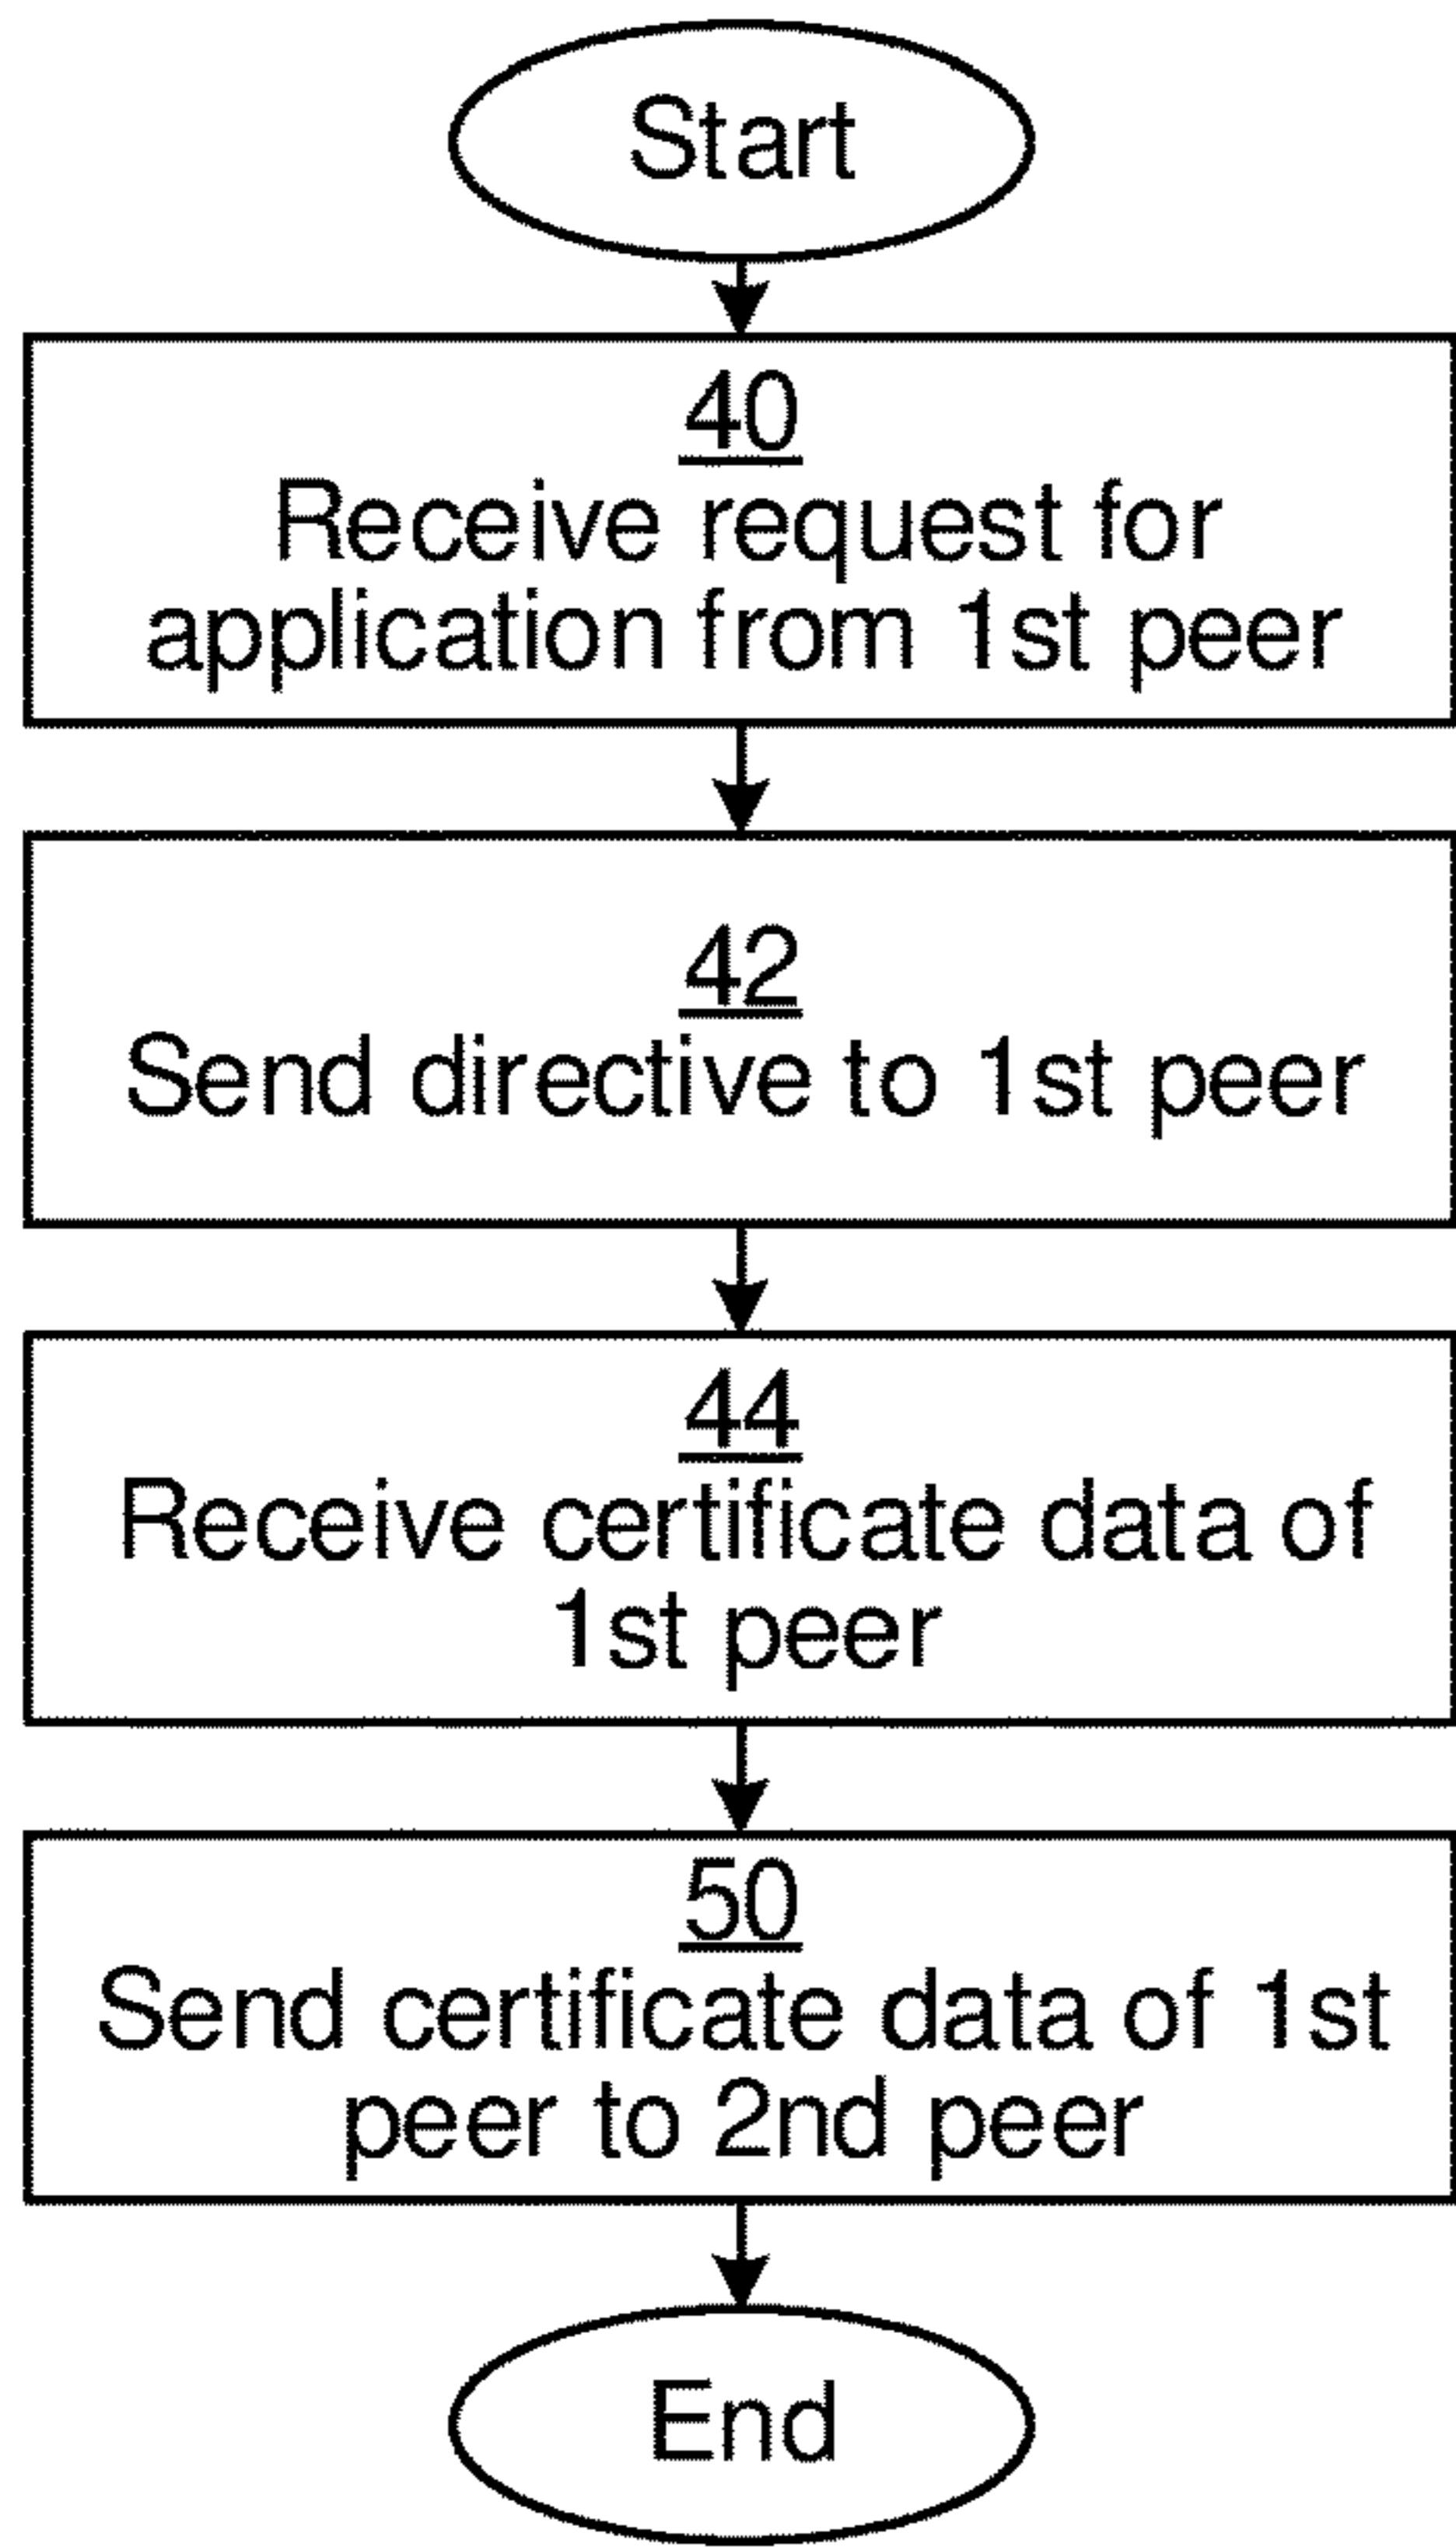 Start
40
Receive request for
application from 1st peer
42
Send directive to 1st peer
44
Receive certificate data of
1st peer
50
Send certificate data of 1st
peer to 2nd peer
End